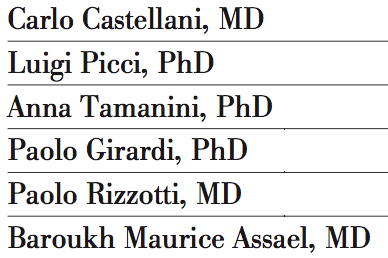 Carlo Castellani, MD
Luigi Picci, PhD
Anna Tamanini, PhD
Paolo Girardi, PhD
Paolo Rizzotti, MD
Baroukh Maurice Assael, MD